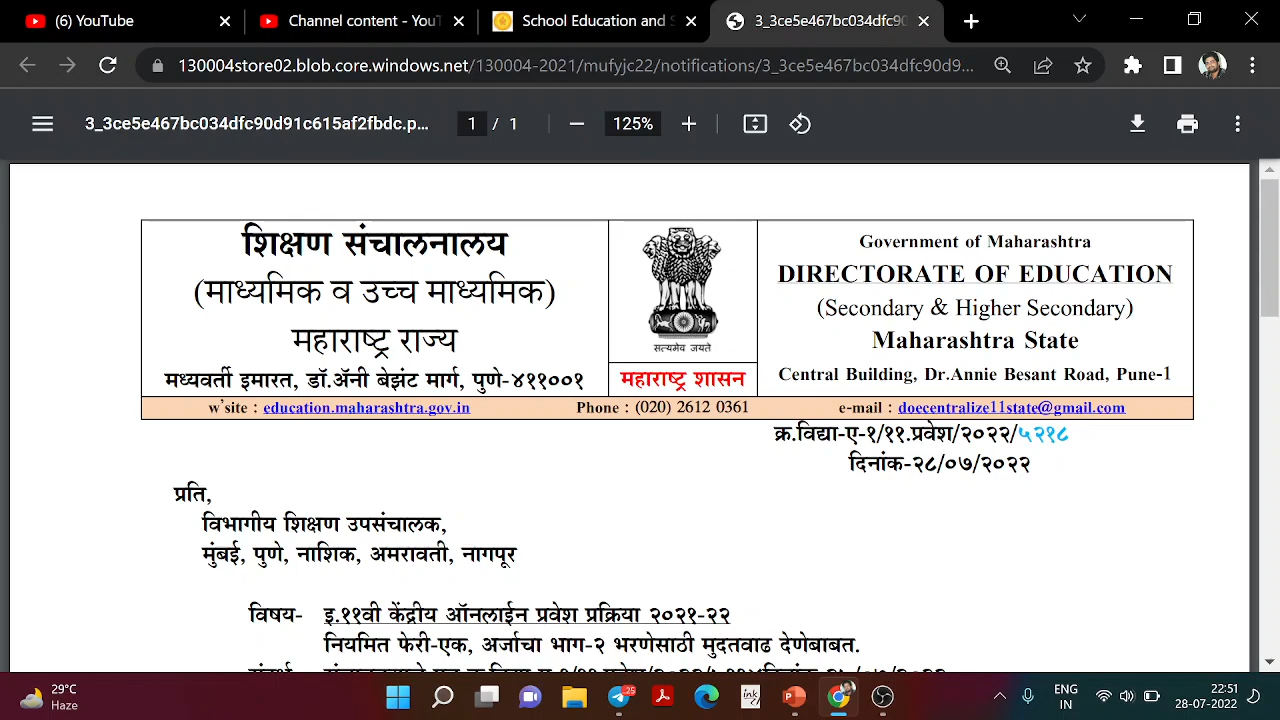 (6) YouTube
Channel content - YouT
School Education and S
3_3ce5e467bc034dfc90
130004store02.blob.core.windows.net/130004-2021/mufyjc22/notifications/3_3ce5e467bc034dfc90d9...
3_3ce5e467bc034dfc90d91c615af2fbdc.p... 1 / 1 125%
शिक्षण संचालनालय
(माध्यमिक व उच्च माध्यमिक)
महाराष्ट्र राज्य
मध्यवर्ती इमारत, डॉ.ॲनी बेझंट मार्ग, पुणे-४११००१
सत्यमेव जयते
महाराष्ट्र शासन
Government of Maharashtra
DIRECTORATE OF EDUCATION
(Secondary & Higher Secondary)
Maharashtra State
Central Building, Dr.Annie Besant Road, Pune-1
w'site : education.maharashtra.gov.in Phone : (020) 2612 0361 e-mail : doecentralize11state@gmail.com
क्र.विद्या-ए-१/११.प्रवेश/२०२२/५२१८
दिनांक-२८/०७/२०२२
प्रति,
विभागीय शिक्षण उपसंचालक,
मुंबई, पुणे, नाशिक, अमरावती, नागपूर
विषय- इ.११वी केंद्रीय ऑनलाईन प्रवेश प्रक्रिया २०२१-२२
नियमित फेरी-एक, अर्जाचा भाग-२ भरणेसाठी मुदतवाढ देणेबाबत.
29°C
Haze
25
ink
ENG
IN
22:51
28-07-2022